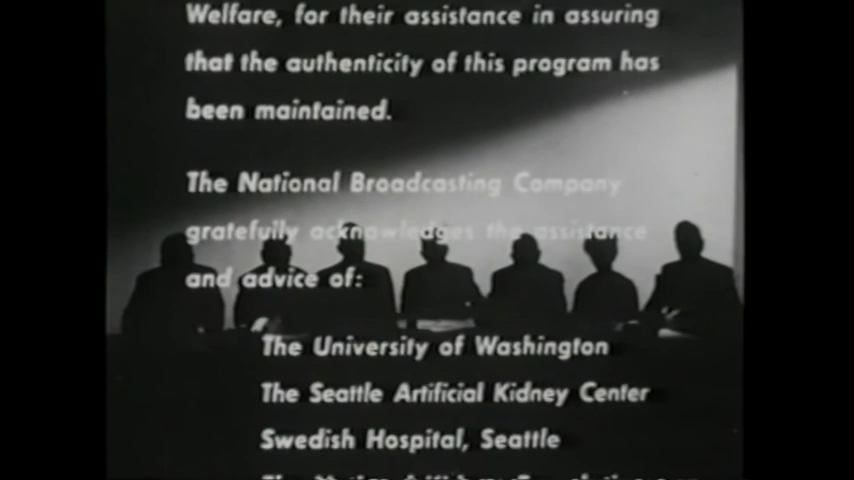 Welfare, for their assistance in assuring
that the authenticity of this program has
been maintained.
The National Broadcasting Company
gratefully acknowledges the assistance
and advice of:
The University of Washington
The Seattle Artificial Kidney Center
Swedish Hospital, Seattle
The